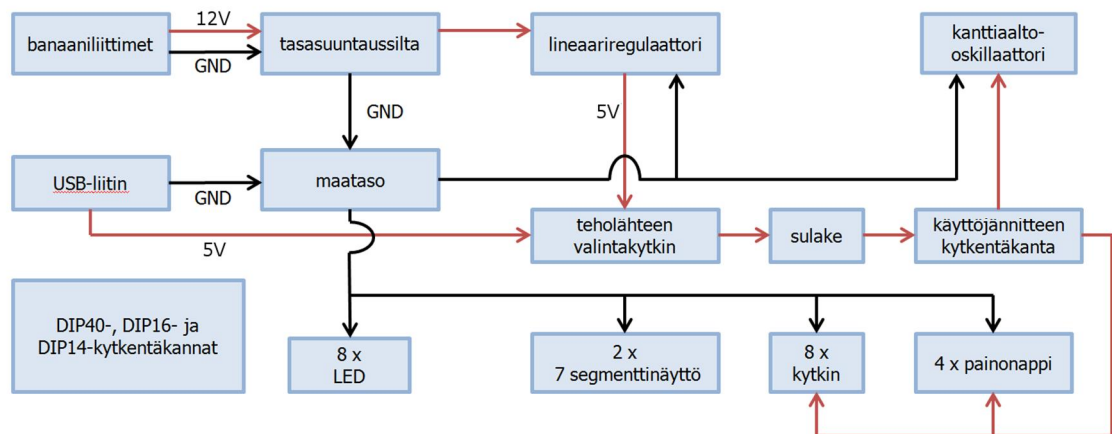 12V
banaaniliittimet
GND
tasasuuntaussilta
lineaariregulaattori
kanttiaalto-
oskillaattori
GND
5V
USB-liitin
GND
maataso
5V
teholähteen
valintakytkin
sulake
käyttöjännitteen
kytkentäkanta
DIP40-, DIP16- ja
DIP14-kytkentäkannat
8 x
LED
2 x
7 segmenttinäyttö
8 x
kytkin
4 x painonappi